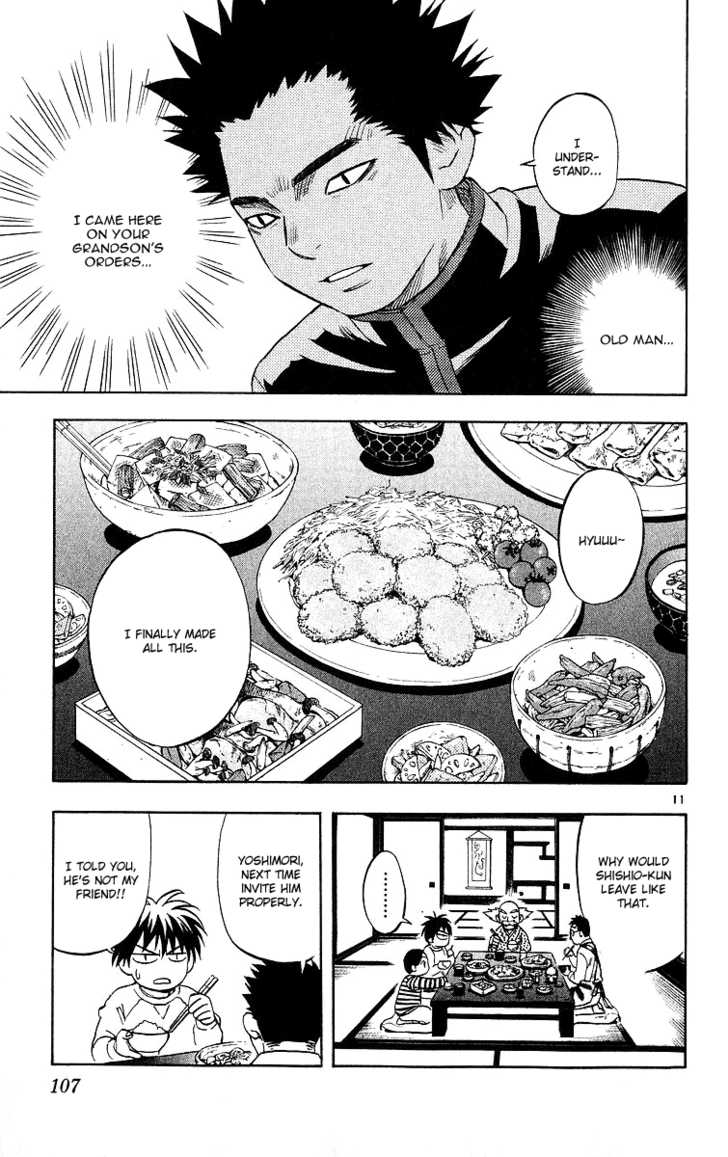 I
UNDER-
STAND...
OLD MAN...
I CAME HERE
ON YOUR
GRANDSON'S
ORDERS...
HYUUU~
I FINALLY MADE
ALL THIS.
11
WHY WOULD
SHISHIO-KUN
LEAVE LIKE
THAT.
.......
YOSHIMORI,
NEXT TIME
INVITE HIM
PROPERLY.
I TOLD YOU,
HE'S NOT MY
FRIEND!!
107